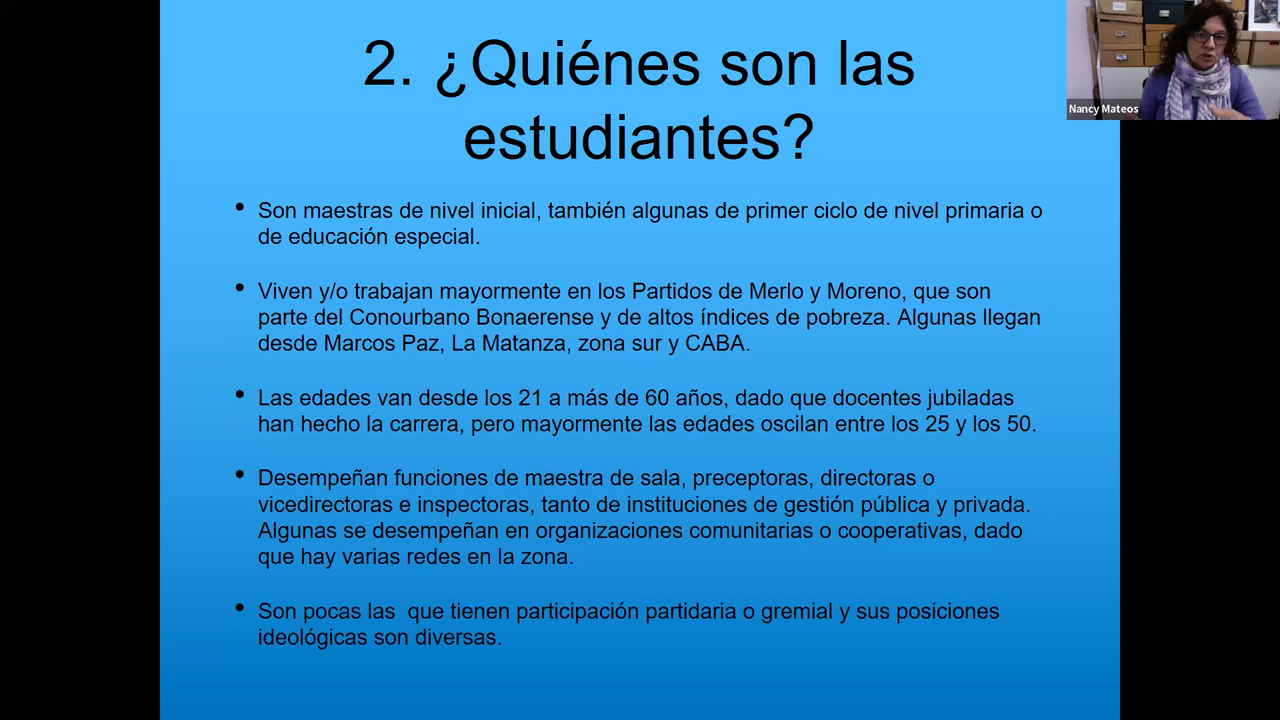 2. ¿Quiénes son las
estudiantes?
Nancy Mateos
• Son maestras de nivel inicial, también algunas de primer ciclo de nivel primaria o
de educación especial.
• Viven y/o trabajan mayormente en los Partidos de Merlo y Moreno, que son
parte del Conourbano Bonaerense y de altos índices de pobreza. Algunas llegan
desde Marcos Paz, La Matanza, zona sur y CABA.
• Las edades van desde los 21 a más de 60 años, dado que docentes jubiladas
han hecho la carrera, pero mayormente las edades oscilan entre los 25 y los 50.
• Desempeñan funciones de maestra de sala, preceptoras, directoras o
vicedirectoras e inspectoras, tanto de instituciones de gestión pública y privada.
Algunas se desempeñan en organizaciones comunitarias o cooperativas, dado
que hay varias redes en la zona.
• Son pocas las  que tienen participación partidaria o gremial y sus posiciones
ideológicas son diversas.